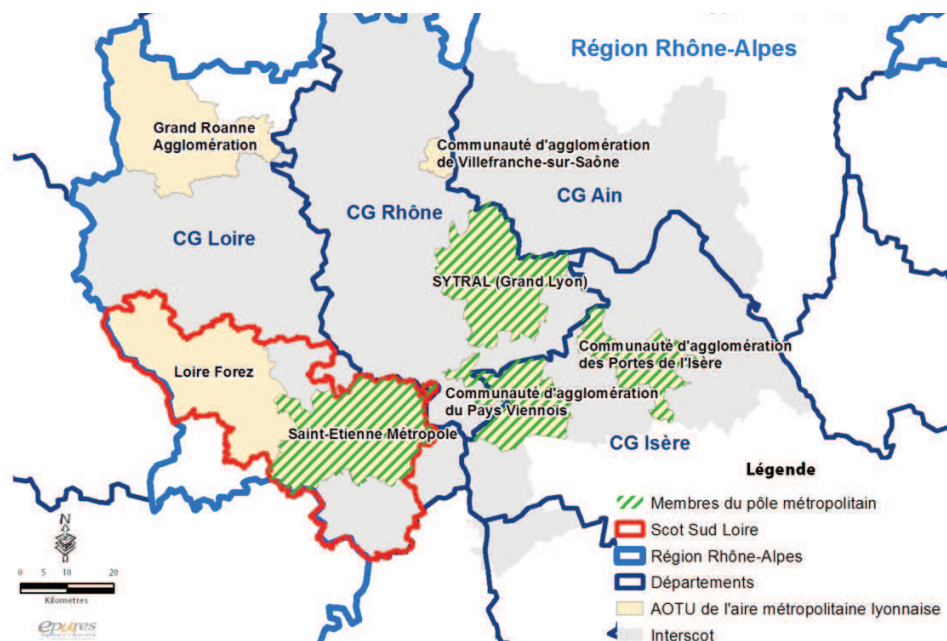 Région Rhône-Alpes
Grand Roanne
Agglomération
Communauté d'agglomération
de Villefranche-sur-Saône
CG Rhône
CG Ain
CG Loire
SYTRAL (Grand Lyon)
Communauté d'agglomération
des Portes de l'Isère
Loire Forez
Communauté d'agglomération
du Pays Viennois
Saint-Etienne Métropole
CG Isère
Légende
Membres du pôle métropolitain
Scot Sud Loire
Région Rhône-Alpes
Départements
AOTU de l'aire métropolitaine lyonnaise
Interscot
N
0 5 10 20
Kilomètres
epures